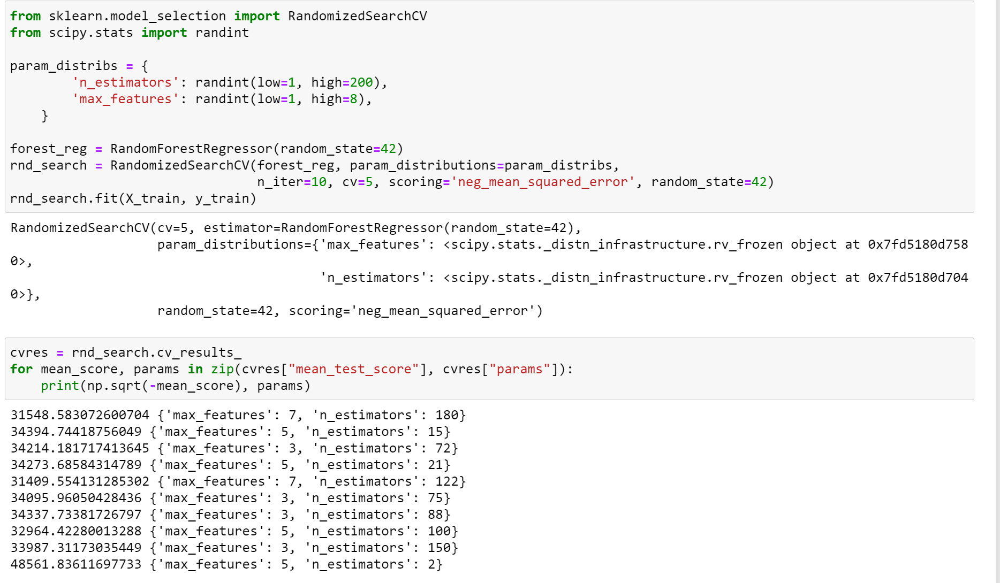 from sklearn.model_selection import RandomizedSearchCV
from scipy.stats import randint

param_distribs = {
        'n_estimators': randint(low=1, high=200),
        'max_features': randint(low=1, high=8),
    }

forest_reg = RandomForestRegressor(random_state=42)
rnd_search = RandomizedSearchCV(forest_reg, param_distributions=param_distribs,
                                n_iter=10, cv=5, scoring='neg_mean_squared_error', random_state=42)
rnd_search.fit(X_train, y_train)
RandomizedSearchCV(cv=5, estimator=RandomForestRegressor(random_state=42),
                   param_distributions={'max_features': <scipy.stats._distn_infrastructure.rv_frozen object at 0x7fd5180d758
0>,
                                        'n_estimators': <scipy.stats._distn_infrastructure.rv_frozen object at 0x7fd5180d704
0>},
                   random_state=42, scoring='neg_mean_squared_error')
cvres = rnd_search.cv_results_
for mean_score, params in zip(cvres["mean_test_score"], cvres["params"]):
    print(np.sqrt(-mean_score), params)
31548.583072600704 {'max_features': 7, 'n_estimators': 180}
34394.74418756049 {'max_features': 5, 'n_estimators': 15}
34214.181717413645 {'max_features': 3, 'n_estimators': 72}
34273.68584314789 {'max_features': 5, 'n_estimators': 21}
31409.554131285302 {'max_features': 7, 'n_estimators': 122}
34095.96050428436 {'max_features': 3, 'n_estimators': 75}
34337.73381726797 {'max_features': 3, 'n_estimators': 88}
32964.42280013288 {'max_features': 5, 'n_estimators': 100}
33987.31173035449 {'max_features': 3, 'n_estimators': 150}
48561.83611697733 {'max_features': 5, 'n_estimators': 2}